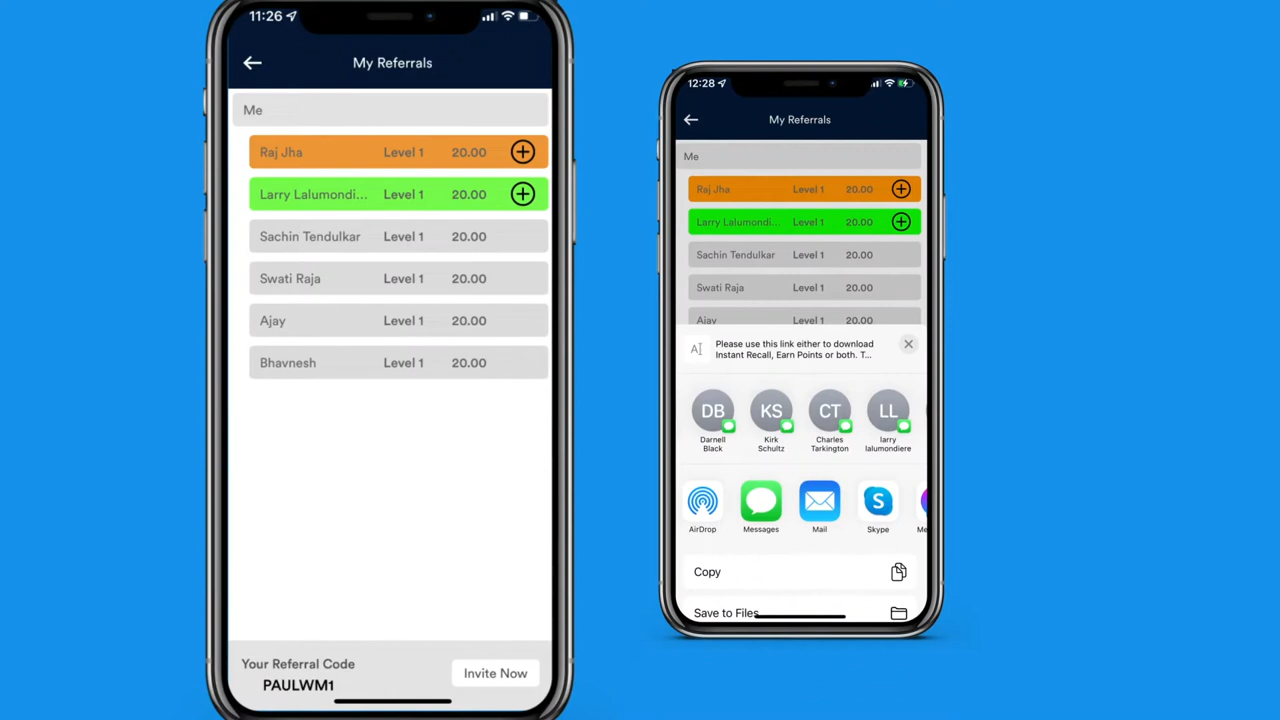 11:26
My Referrals
Me
Raj Jha Level 1 20.00
Larry Lalumondi... Level 1 20.00
Sachin Tendulkar Level 1 20.00
Swati Raja Level 1 20.00
Ajay Level 1 20.00
Bhavnesh Level 1 20.00
Your Referral Code
PAULWM1
Invite Now
12:28
My Referrals
Me
Raj Jha Level 1 20.00
Larry Lalumondi... Level 1 20.00
Sachin Tendulkar Level 1 20.00
Swati Raja Level 1 20.00
Ajay Level 1 20.00
Please use this link either to download
Instant Recall, Earn Points or both. T...
DB KS CT LL
Darnell Black
Kirk Schultz
Charles Tarkington
larry lalumondiere
AirDrop Messages Mail Skype Me
Copy
Save to Files